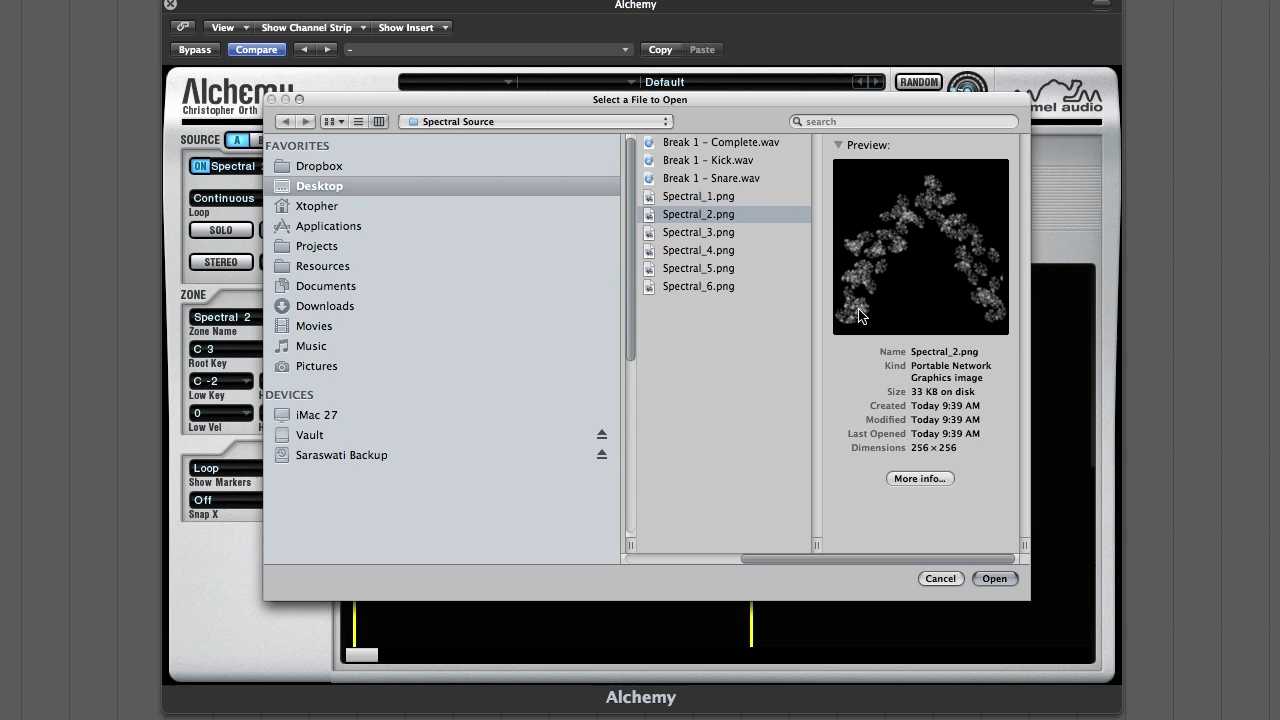 Alchemy
View Show Channel Strip Show Insert
Bypass Compare - Copy Paste
Alchemy
Christopher Orth
Default
RANDOM
mel audio
Select a File to Open
Spectral Source
search
SOURCE A
ON Spectral
Continuous
Loop
SOLO
STEREO
ZONE
Spectral 2
Zone Name
C 3
Root Key
C -2
Low Key
0
Low Vel
Loop
Show Markers
Off
Snap X
FAVORITES
Dropbox
Desktop
Xtopher
Applications
Projects
Resources
Documents
Downloads
Movies
Music
Pictures
DEVICES
iMac 27
Vault
Saraswati Backup
Break 1 – Complete.wav
Break 1 – Kick.wav
Break 1 – Snare.wav
Spectral_1.png
Spectral_2.png
Spectral_3.png
Spectral_4.png
Spectral_5.png
Spectral_6.png
Preview:
Name Spectral_2.png
Kind Portable Network
Graphics image
Size 33 KB on disk
Created Today 9:39 AM
Modified Today 9:39 AM
Last Opened Today 9:39 AM
Dimensions 256 × 256
More info...
Cancel Open
Alchemy